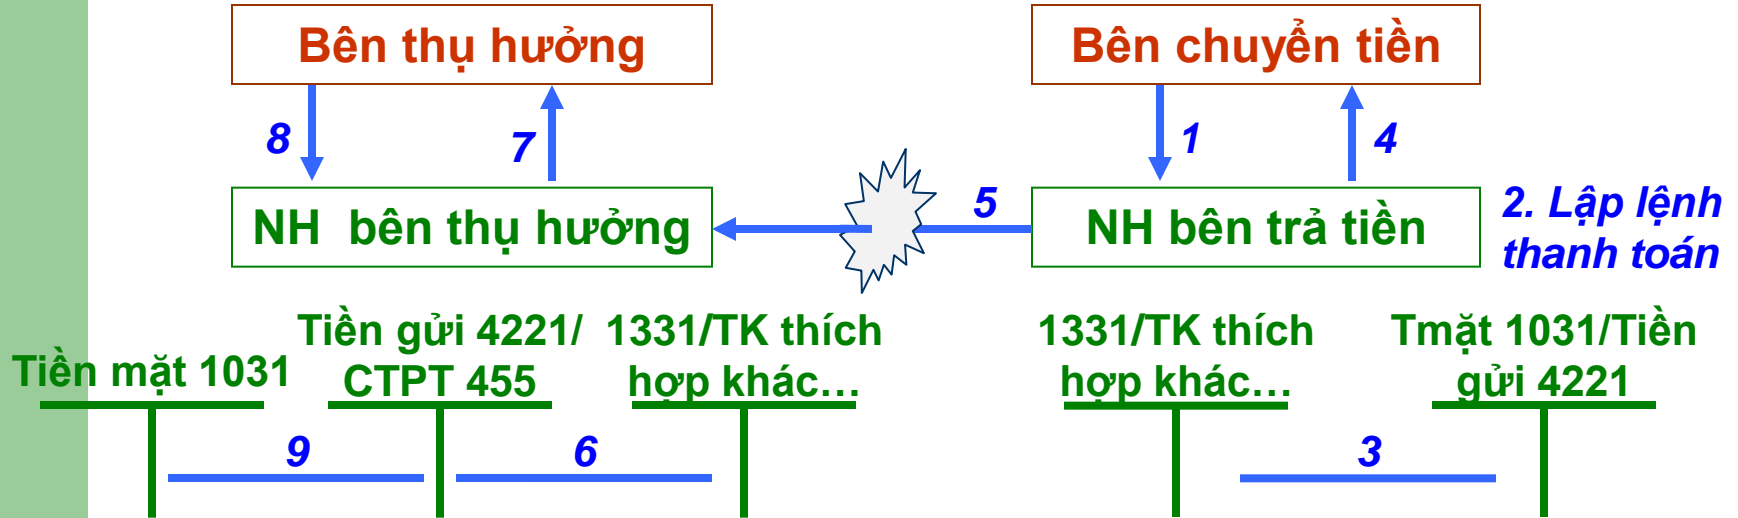 Bên thụ hưởng
Bên chuyển tiền
8
7
1
4
NH bên thụ hưởng
5
NH bên trả tiền
2. Lập lệnh
thanh toán
Tiền mặt 1031
Tiền gửi 4221/
CTPT 455
1331/TK thích
hợp khác...
1331/TK thích
hợp khác...
Tmặt 1031/Tiền
gửi 4221
9
6
3